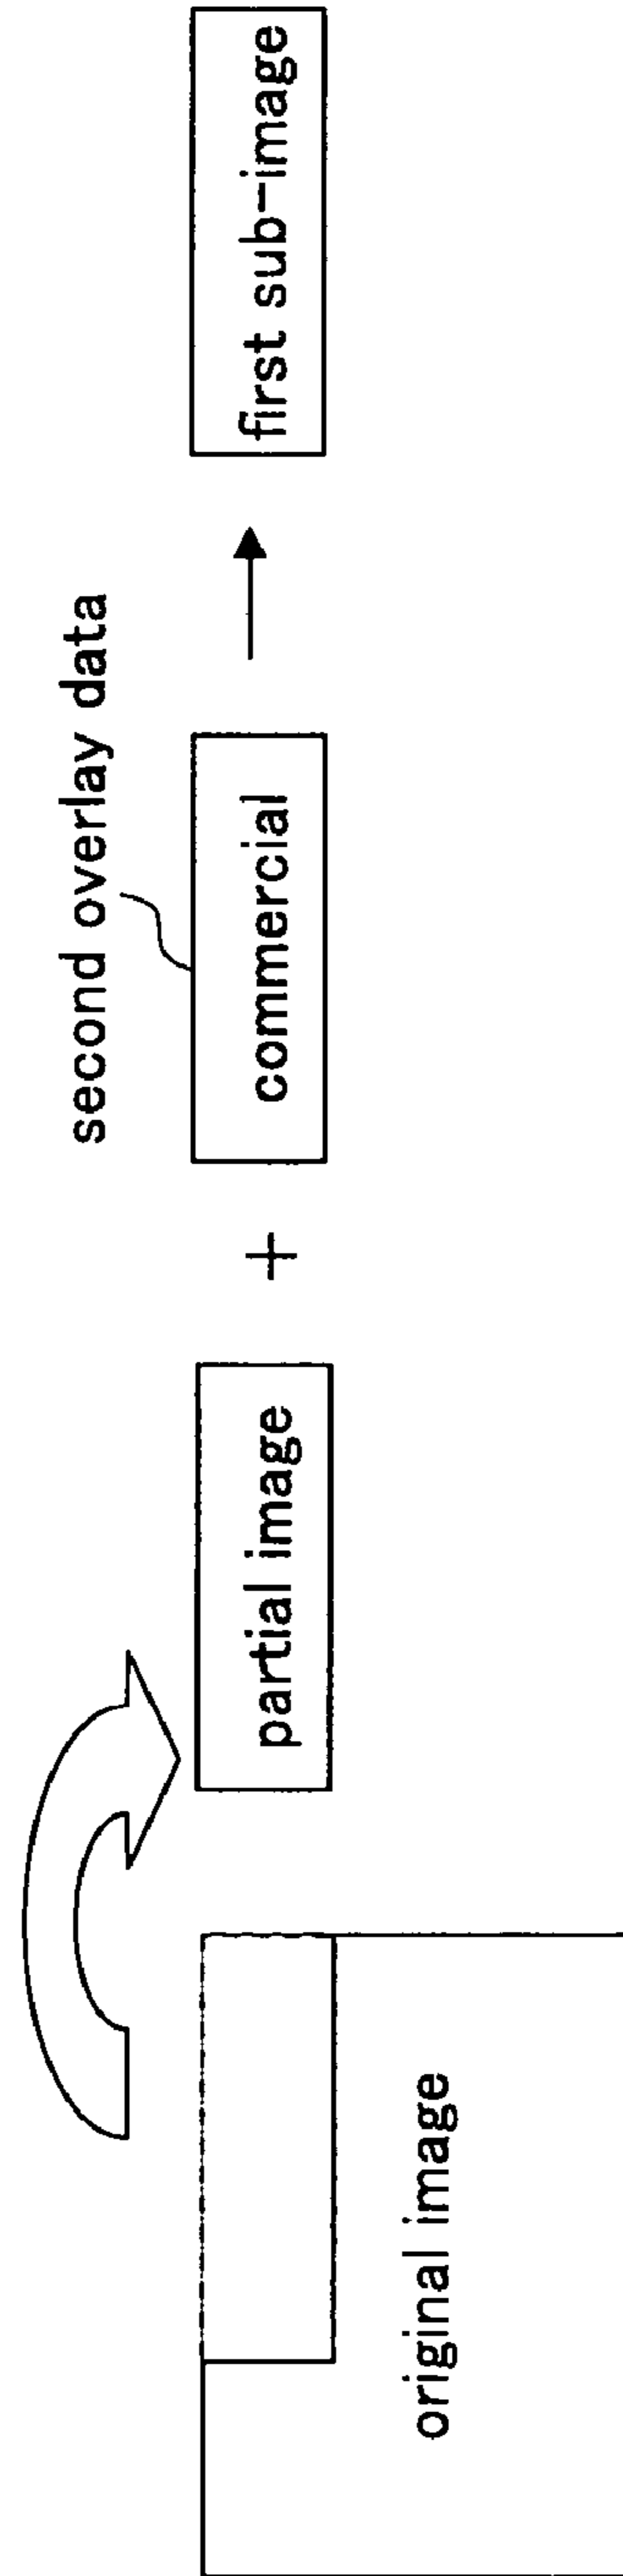 second overlay data
original image
partial image
+
commercial
first sub-image